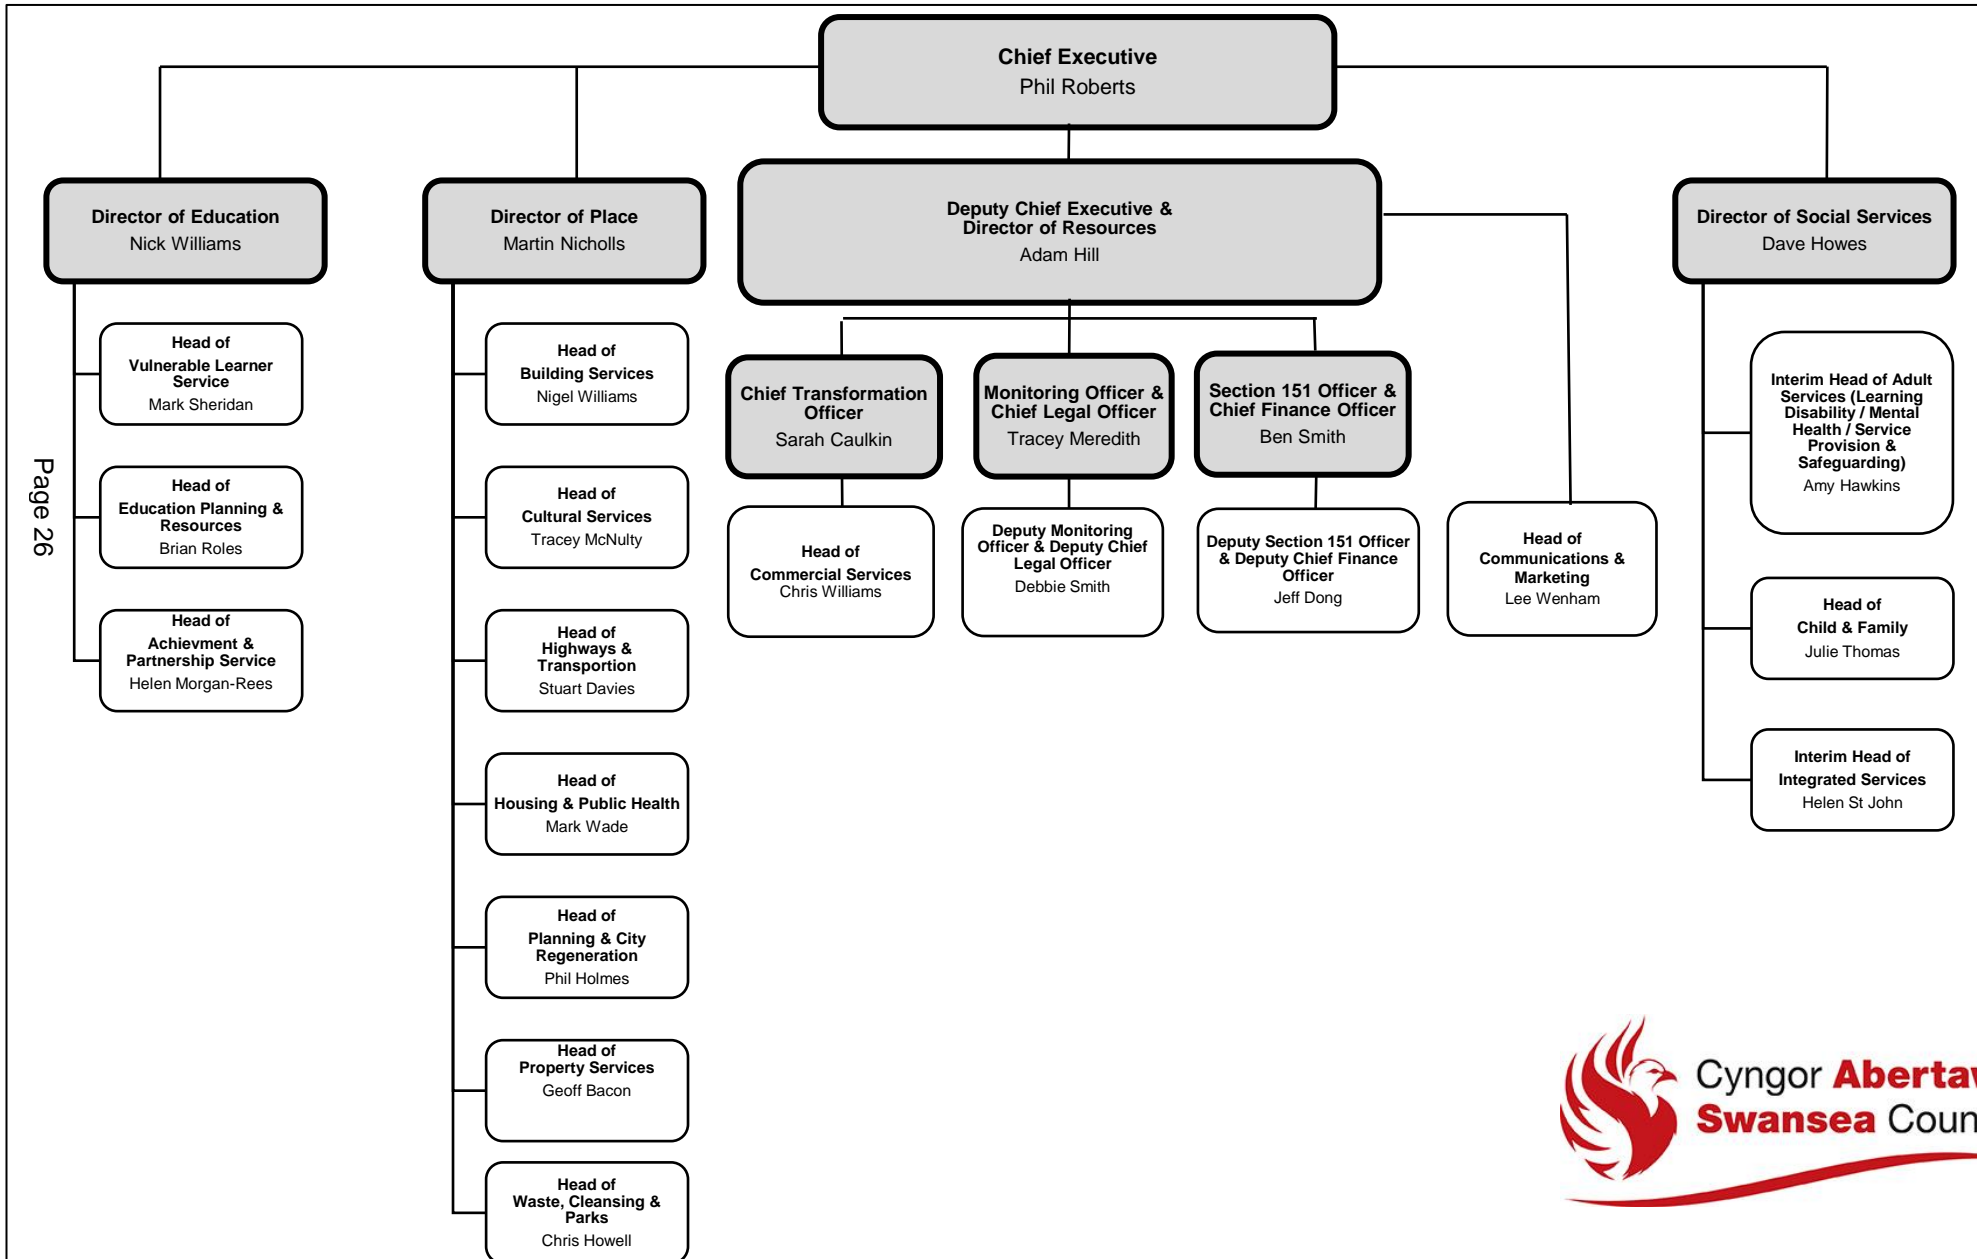 Chief Executive
Phil Roberts
Director of Education
Nick Williams
Head of
Vulnerable Learner
Service
Mark Sheridan
Head of
Education Planning &
Resources
Brian Roles
Head of
Achievment &
Partnership Service
Helen Morgan-Rees
Director of Place
Martin Nicholls
Head of
Building Services
Nigel Williams
Head of
Cultural Services
Tracey McNulty
Head of
Highways &
Transportion
Stuart Davies
Head of
Housing & Public Health
Mark Wade
Head of
Planning & City
Regeneration
Phil Holmes
Head of
Property Services
Geoff Bacon
Head of
Waste, Cleansing &
Parks
Chris Howell
Deputy Chief Executive &
Director of Resources
Adam Hill
Chief Transformation
Officer
Sarah Caulkin
Head of
Commercial Services
Chris Williams
Monitoring Officer &
Chief Legal Officer
Tracey Meredith
Deputy Monitoring
Officer & Deputy Chief
Legal Officer
Debbie Smith
Section 151 Officer &
Chief Finance Officer
Ben Smith
Deputy Section 151 Officer
& Deputy Chief Finance
Officer
Jeff Dong
Head of
Communications &
Marketing
Lee Wenham
Director of Social Services
Dave Howes
Interim Head of Adult
Services (Learning
Disability / Mental
Health / Service
Provision &
Safeguarding)
Amy Hawkins
Head of
Child & Family
Julie Thomas
Interim Head of
Integrated Services
Helen St John
Page 26
Cyngor
Swansea